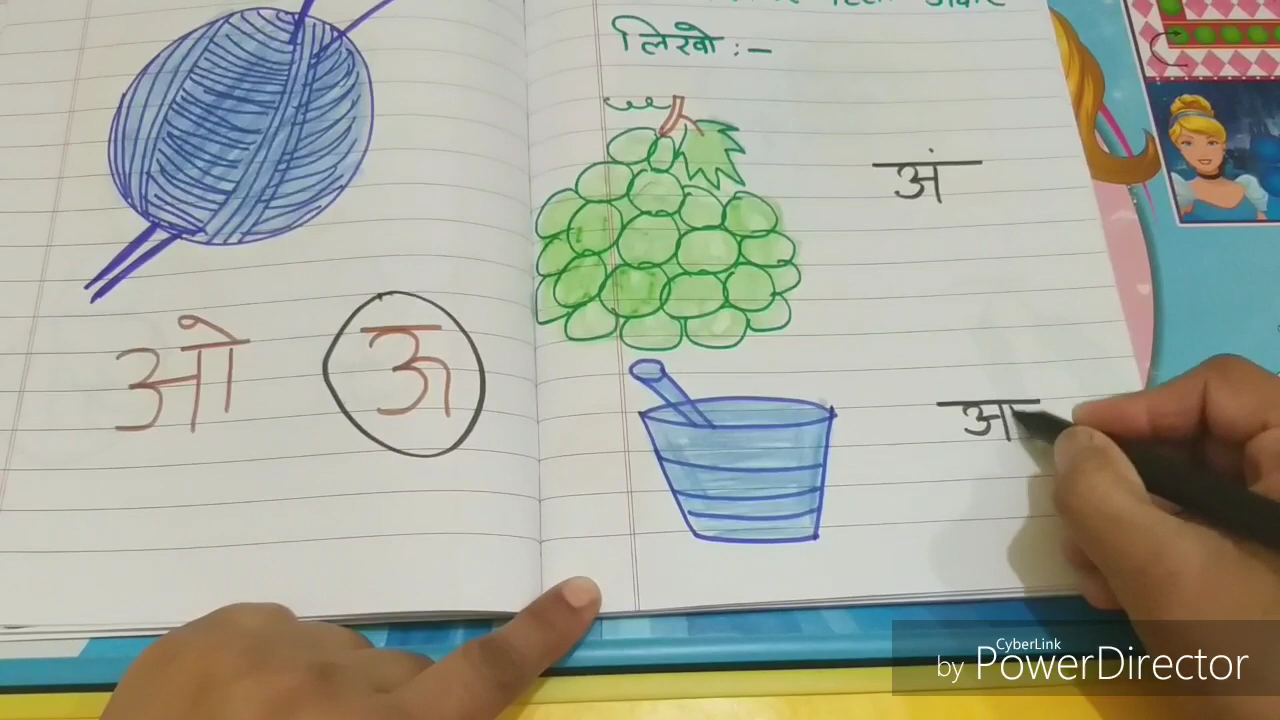 लिखो :-
अं
अ
ओ ऊ
CyberLink
by PowerDirector